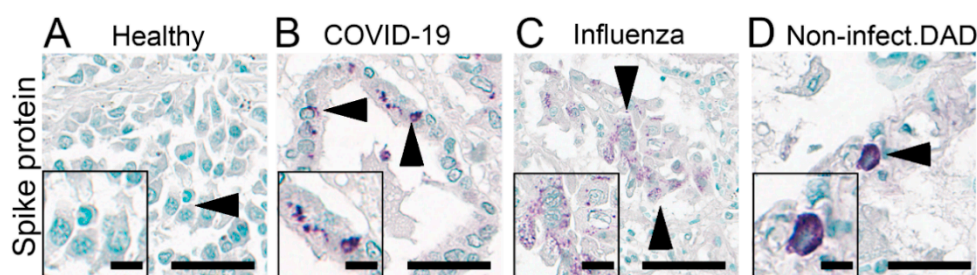 A Healthy
B COVID-19
C Influenza
D Non-infect.DAD
Spike protein